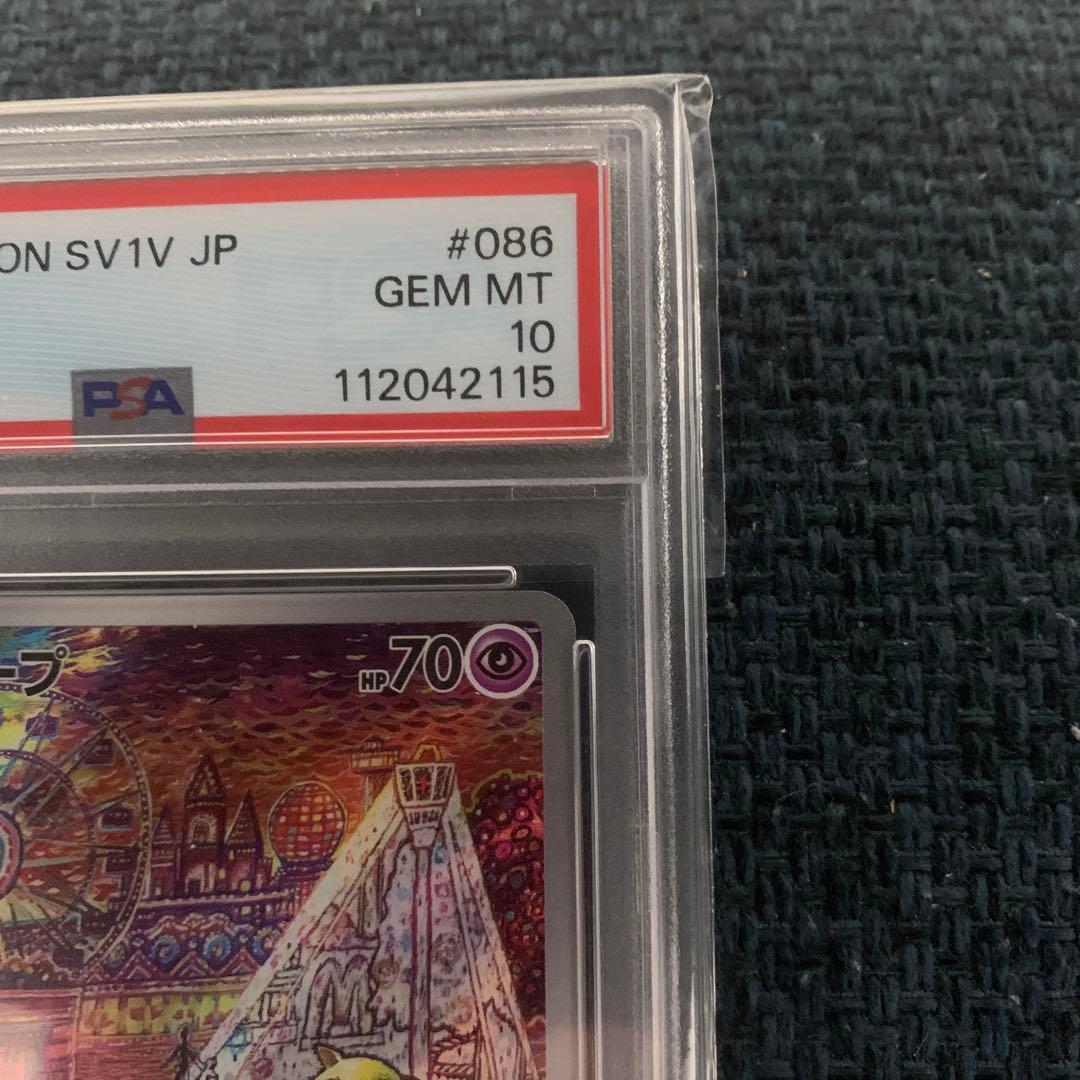 ON SV1V JP
#086
GEM MT
10
PSA
112042115
ープ HP70